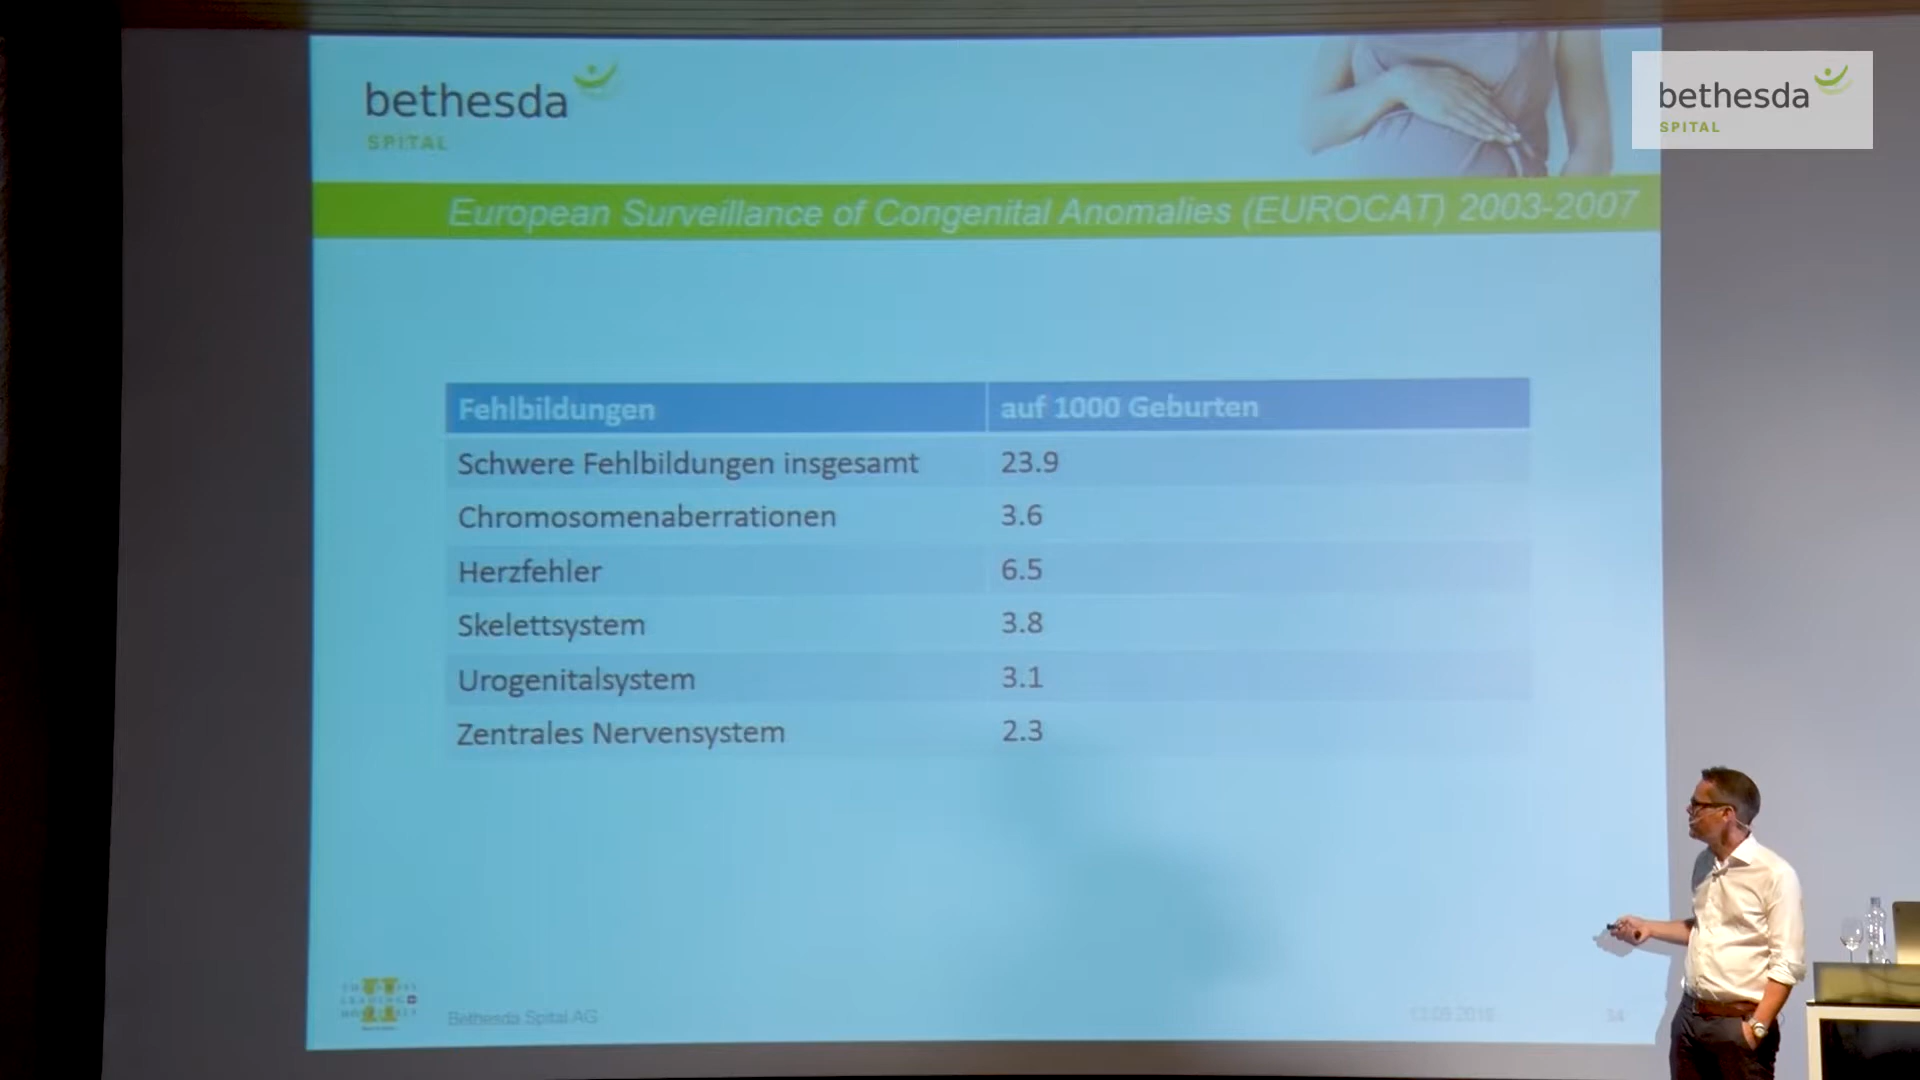 bethesda
SPITAL
bethesda
SPITAL
European Surveillance of Congenital Anomalies (EUROCAT) 2003-2007
Fehlbildungen auf 1000 Geburten
Schwere Fehlbildungen insgesamt 23.9
Chromosomenaberrationen 3.6
Herzfehler 6.5
Skelettsystem 3.8
Urogenitalsystem 3.1
Zentrales Nervensystem 2.3
Bethesda Spital AG
34